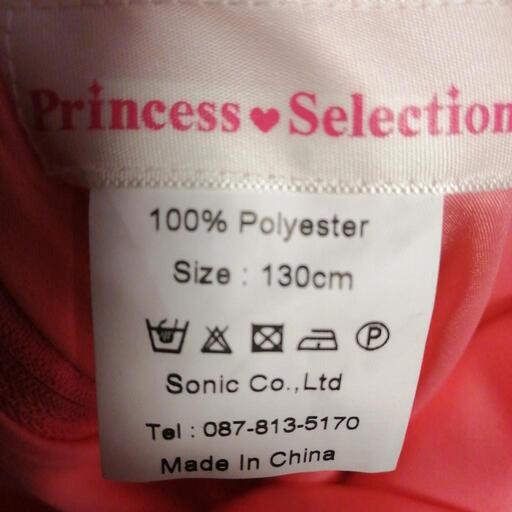 Princess♥Selection
100% Polyester
Size : 130cm
P
Sonic Co.,Ltd
Tel : 087-813-5170
Made In China